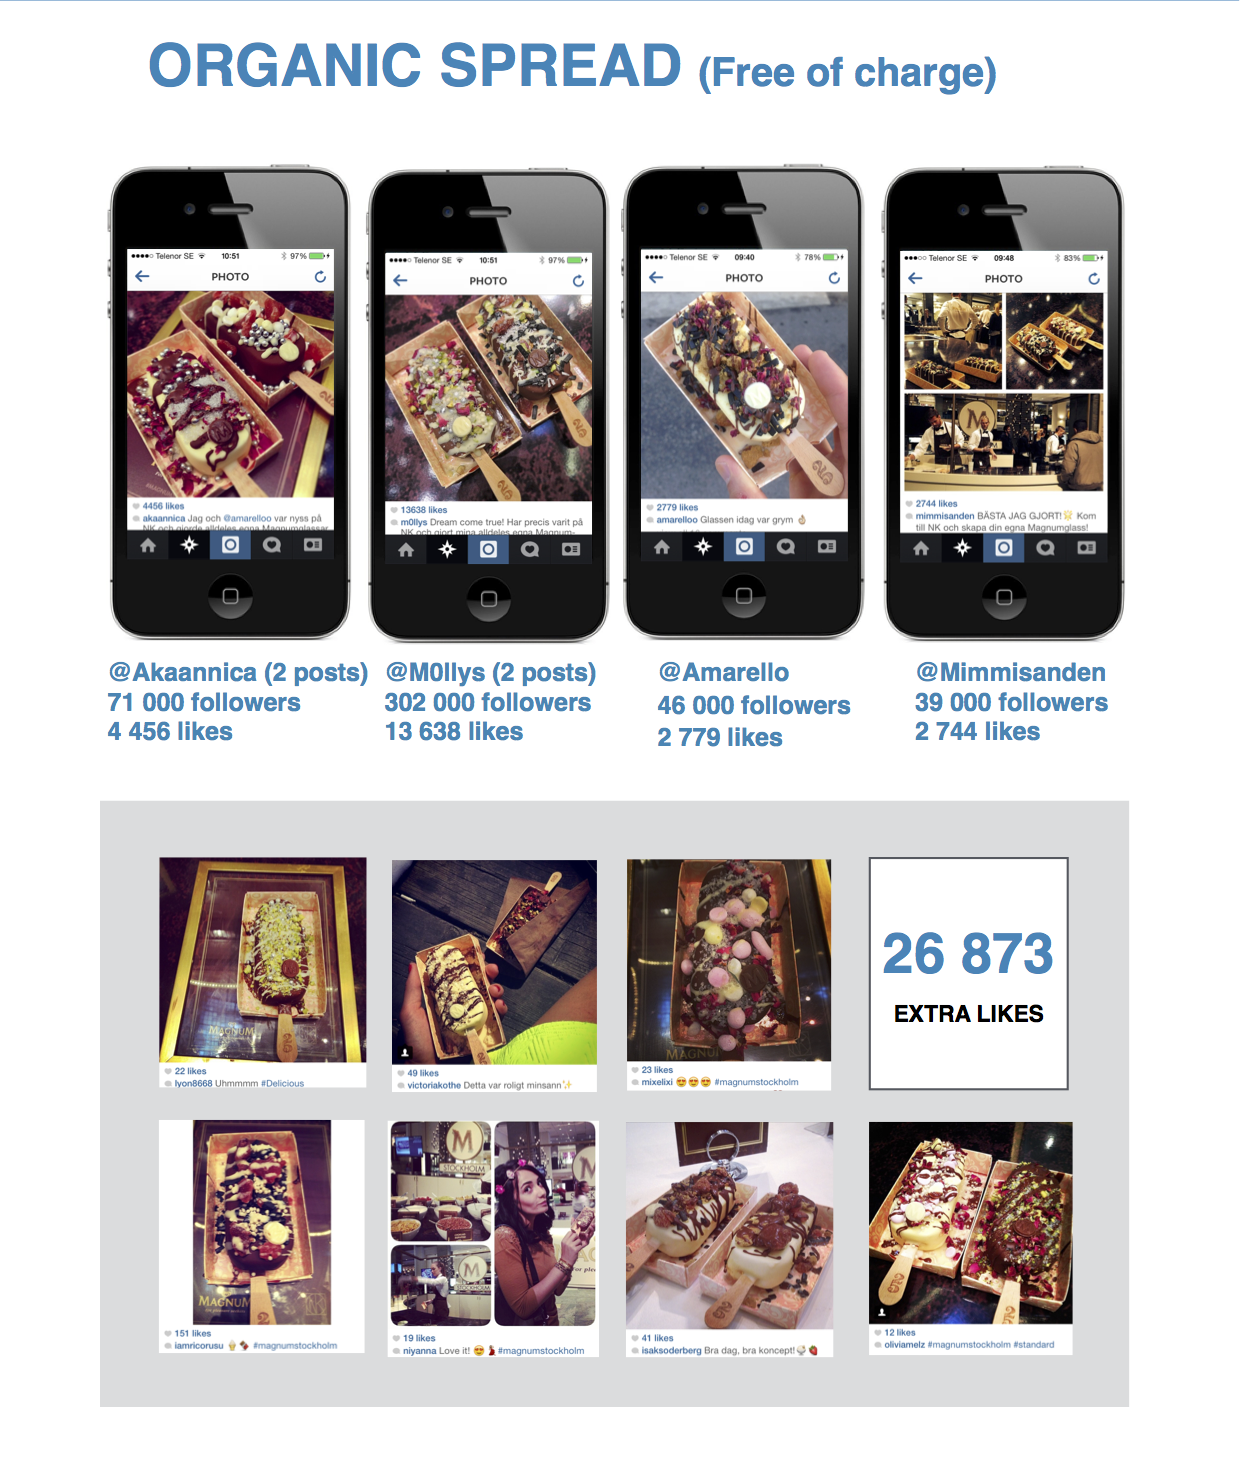 ORGANIC SPREAD (Free of charge)
Telenor SE 10:51 97%
PHOTO
4456 likes
akaannica Jag och @amarelloo var nyss på
NK och gjorde alldeles egna Magnumglassar
Telenor SE 10:51 97%
PHOTO
13638 likes
m0llys Dream come true! Har precis varit på
NK och gjort mina alldeles egna Magnum-
Telenor SE 09:40 78%
PHOTO
2779 likes
amarelloo Glassen idag var grym 👌
Telenor SE 09:48 83%
PHOTO
M
2744 likes
mimmisanden BÄSTA JAG GJORT!🌟 Kom
till NK och skapa din egna Magnumglass!
@Akaannica (2 posts)
71 000 followers
4 456 likes
@M0llys (2 posts)
302 000 followers
13 638 likes
@Amarello
46 000 followers
2 779 likes
@Mimmisanden
39 000 followers
2 744 likes
MAGNUM
22 likes
lyon8668 Uhmmmm #Delicious
49 likes
victoriakothe Detta var roligt minsann✨
MAGNUM
23 likes
mixelixi 😍😍😍 #magnumstockholm
26 873
EXTRA LIKES
MAGNUM
151 likes
iamricorusu 🍦🍫 #magnumstockholm
M
STOCKHOLM
M
STOCKHOLM
19 likes
niyanna Love it! 😍💃 #magnumstockholm
41 likes
isaksoderberg Bra dag, bra koncept!🍨🍓
12 likes
oliviamelz #magnumstockholm #standard